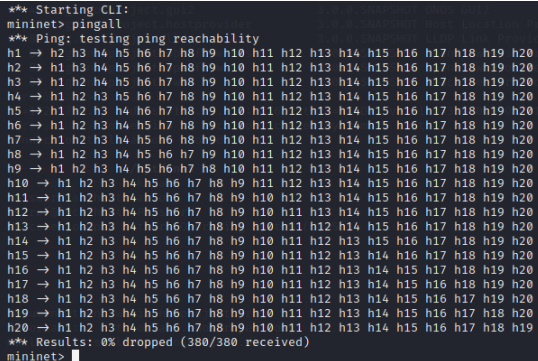 *** Starting CLI:
mininet> pingall
*** Ping: testing ping reachability
h1 → h2 h3 h4 h5 h6 h7 h8 h9 h10 h11 h12 h13 h14 h15 h16 h17 h18 h19 h20
h2 → h1 h3 h4 h5 h6 h7 h8 h9 h10 h11 h12 h13 h14 h15 h16 h17 h18 h19 h20
h3 → h1 h2 h4 h5 h6 h7 h8 h9 h10 h11 h12 h13 h14 h15 h16 h17 h18 h19 h20
h4 → h1 h2 h3 h5 h6 h7 h8 h9 h10 h11 h12 h13 h14 h15 h16 h17 h18 h19 h20
h5 → h1 h2 h3 h4 h6 h7 h8 h9 h10 h11 h12 h13 h14 h15 h16 h17 h18 h19 h20
h6 → h1 h2 h3 h4 h5 h7 h8 h9 h10 h11 h12 h13 h14 h15 h16 h17 h18 h19 h20
h7 → h1 h2 h3 h4 h5 h6 h8 h9 h10 h11 h12 h13 h14 h15 h16 h17 h18 h19 h20
h8 → h1 h2 h3 h4 h5 h6 h7 h9 h10 h11 h12 h13 h14 h15 h16 h17 h18 h19 h20
h9 → h1 h2 h3 h4 h5 h6 h7 h8 h10 h11 h12 h13 h14 h15 h16 h17 h18 h19 h20
h10 → h1 h2 h3 h4 h5 h6 h7 h8 h9 h11 h12 h13 h14 h15 h16 h17 h18 h19 h20
h11 → h1 h2 h3 h4 h5 h6 h7 h8 h9 h10 h12 h13 h14 h15 h16 h17 h18 h19 h20
h12 → h1 h2 h3 h4 h5 h6 h7 h8 h9 h10 h11 h13 h14 h15 h16 h17 h18 h19 h20
h13 → h1 h2 h3 h4 h5 h6 h7 h8 h9 h10 h11 h12 h14 h15 h16 h17 h18 h19 h20
h14 → h1 h2 h3 h4 h5 h6 h7 h8 h9 h10 h11 h12 h13 h15 h16 h17 h18 h19 h20
h15 → h1 h2 h3 h4 h5 h6 h7 h8 h9 h10 h11 h12 h13 h14 h16 h17 h18 h19 h20
h16 → h1 h2 h3 h4 h5 h6 h7 h8 h9 h10 h11 h12 h13 h14 h15 h17 h18 h19 h20
h17 → h1 h2 h3 h4 h5 h6 h7 h8 h9 h10 h11 h12 h13 h14 h15 h16 h18 h19 h20
h18 → h1 h2 h3 h4 h5 h6 h7 h8 h9 h10 h11 h12 h13 h14 h15 h16 h17 h19 h20
h19 → h1 h2 h3 h4 h5 h6 h7 h8 h9 h10 h11 h12 h13 h14 h15 h16 h17 h18 h20
h20 → h1 h2 h3 h4 h5 h6 h7 h8 h9 h10 h11 h12 h13 h14 h15 h16 h17 h18 h19
*** Results: 0% dropped (380/380 received)
mininet>